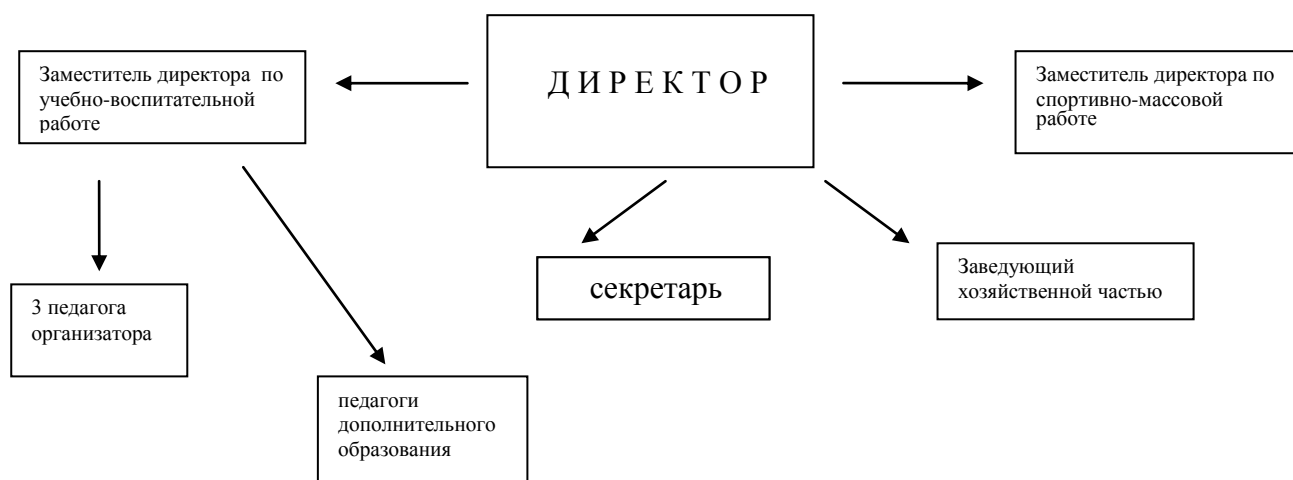 Д И Р Е К Т О Р
Заместитель директора по
учебно-воспитательной
работе
Заместитель директора по
спортивно-массовой
работе
секретарь
Заведующий
хозяйственной частью
3 педагога
организатора
педагоги
дополнительного
образования